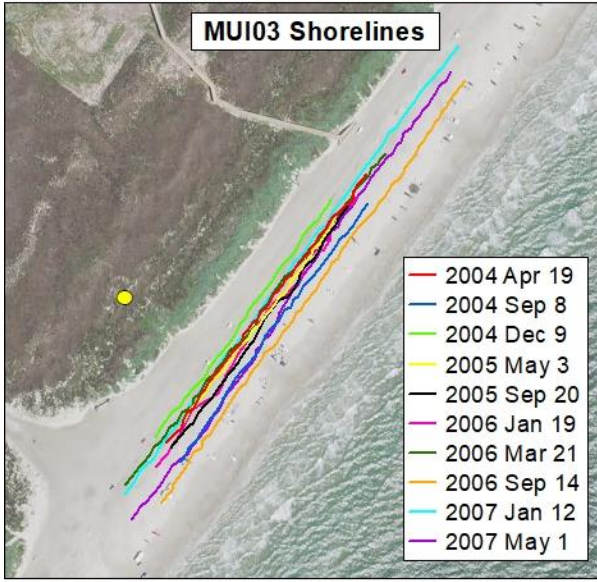 MUI03 Shorelines
2004 Apr 19
2004 Sep 8
2004 Dec 9
2005 May 3
2005 Sep 20
2006 Jan 19
2006 Mar 21
2006 Sep 14
2007 Jan 12
2007 May 1